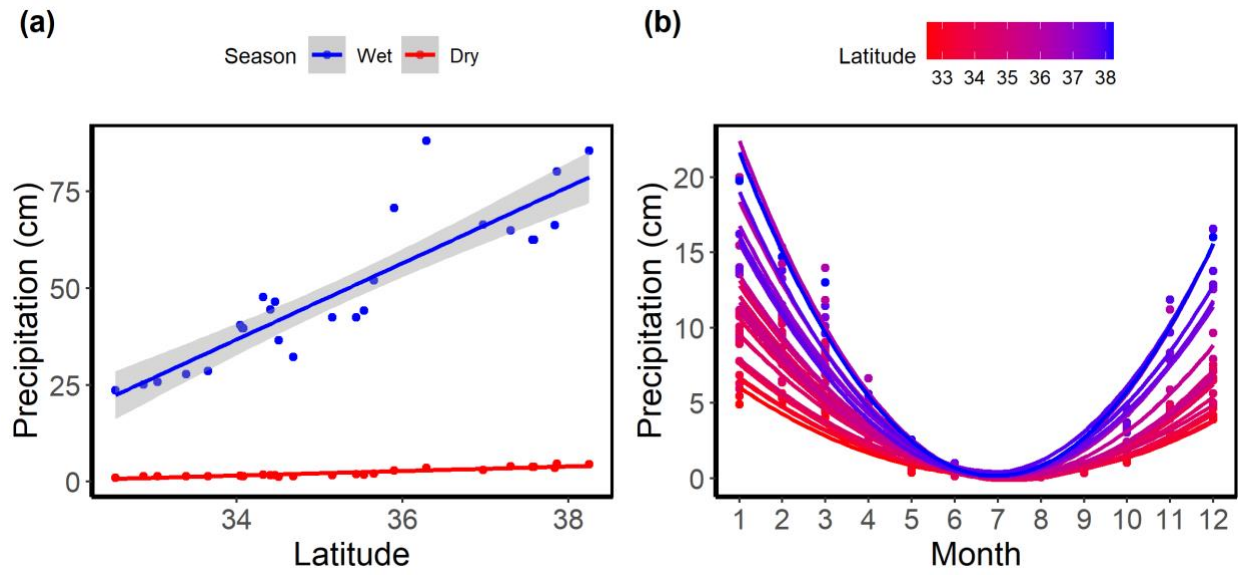 (a)
Season Wet Dry
Precipitation (cm)
75
50
25
0
34 36 38
Latitude
(b)
Latitude
33 34 35 36 37 38
Precipitation (cm)
20
15
10
5
0
1 2 3 4 5 6 7 8 9 10 11 12
Month